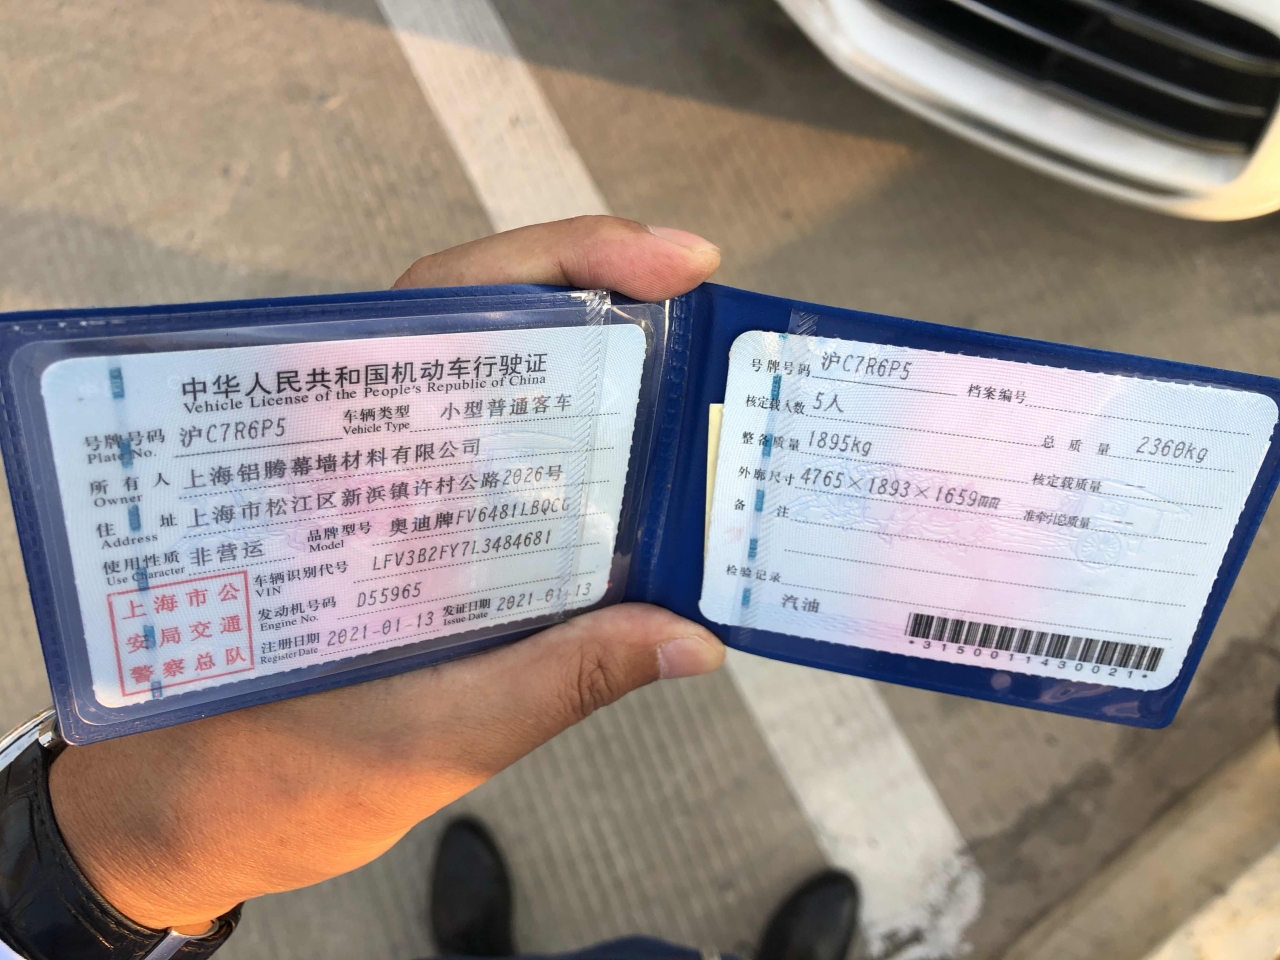 中华人民共和国机动车行驶证
Vehicle License of the People's Republic of China
号牌号码 沪C7R6P5 车辆类型 小型普通客车
Plate No. Vehicle Type
所有人 上海铝腾幕墙材料有限公司
Owner
住址 上海市松江区新浜镇许村公路2026号
Address
使用性质 非营运 品牌型号 奥迪牌FV6481LBQCG
Use Character Model
车辆识别代号 LFV3B2FY7L3484681
VIN
发动机号码 D55965
Engine No.
注册日期 2021-01-13 发证日期 2021-01-13
Register Date Issue Date
上海市公
安局交通
警察总队
号牌号码 沪C7R6P5 档案编号
核定载人数 5人 总质量 2360kg
整备质量 1895kg 核定载质量 --
外廓尺寸 4765×1893×1659mm 准牵引总质量 --
备注
检验记录
汽油
*3150011430021*